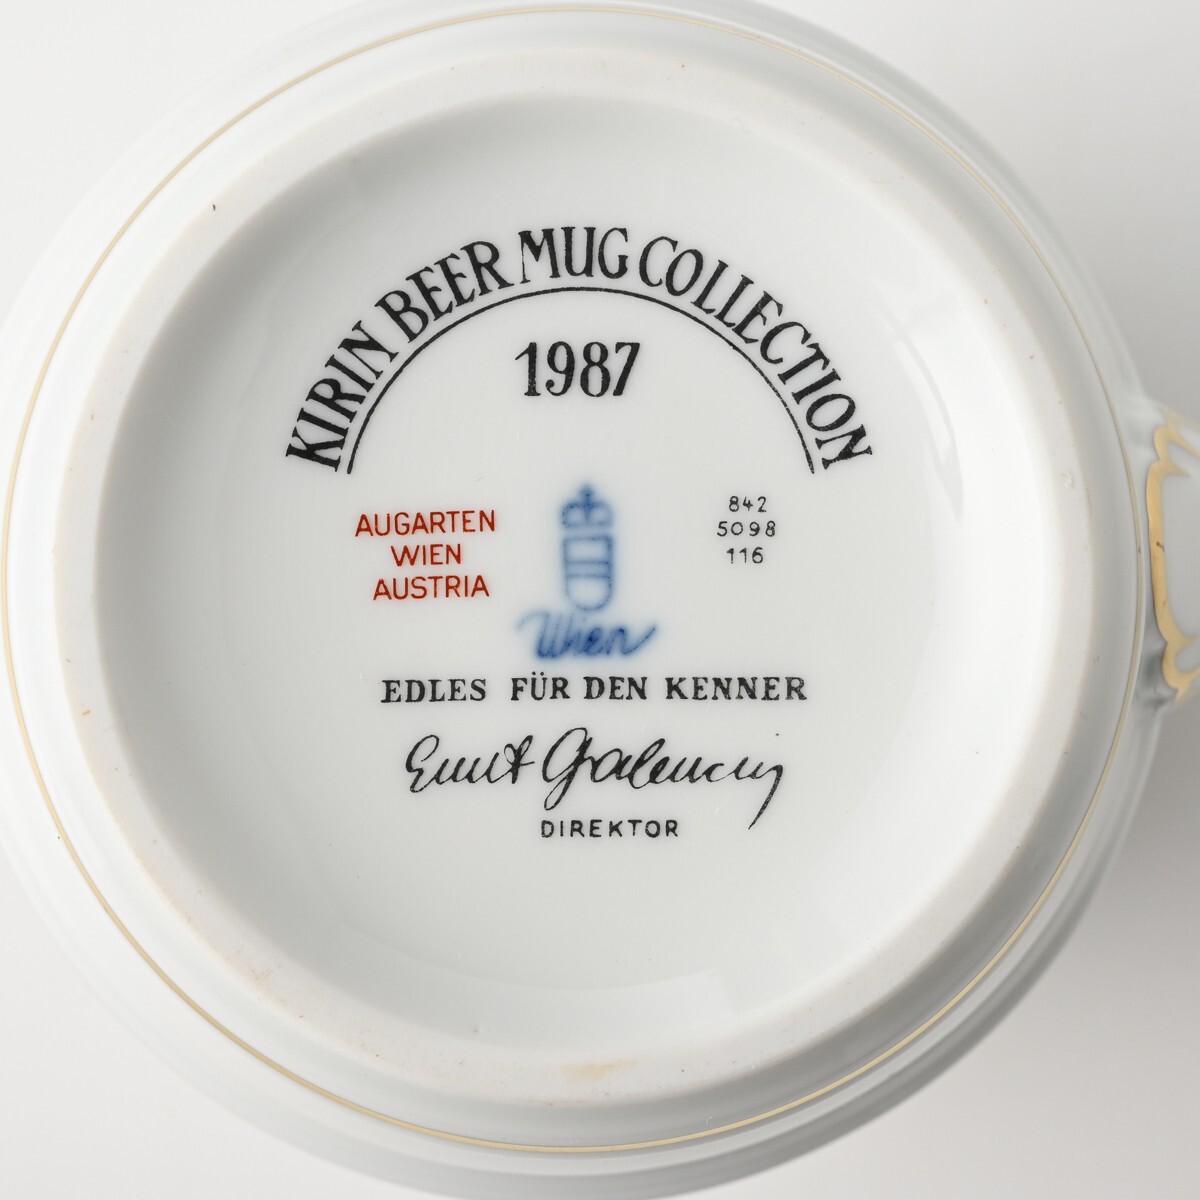 KIRIN BEER MUG COLLECTION
1987
AUGARTEN
WIEN
AUSTRIA
842
5098
116
Wien
EDLES FÜR DEN KENNER
DIREKTOR